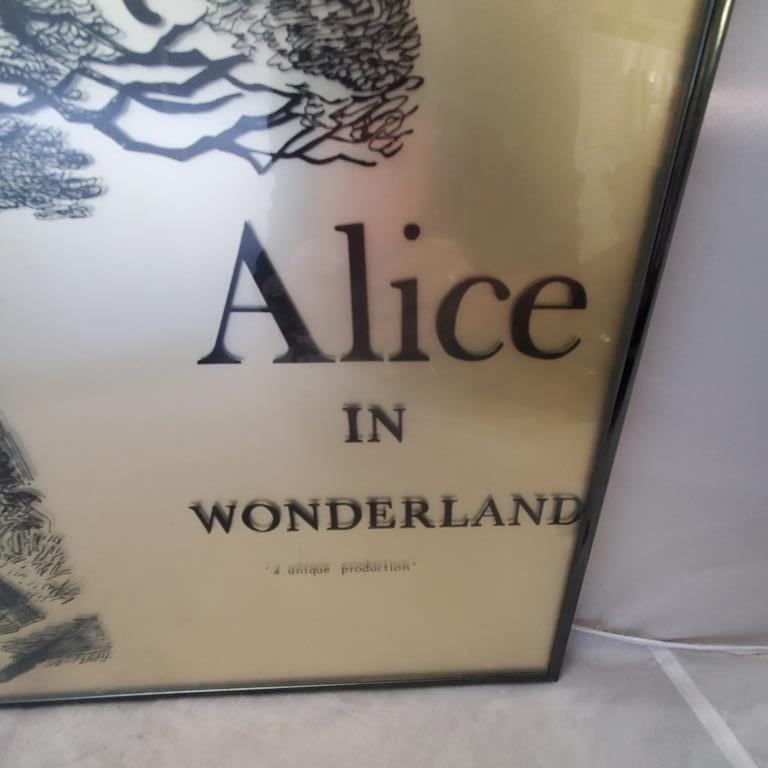 Alice
IN
WONDERLAND
a unique production